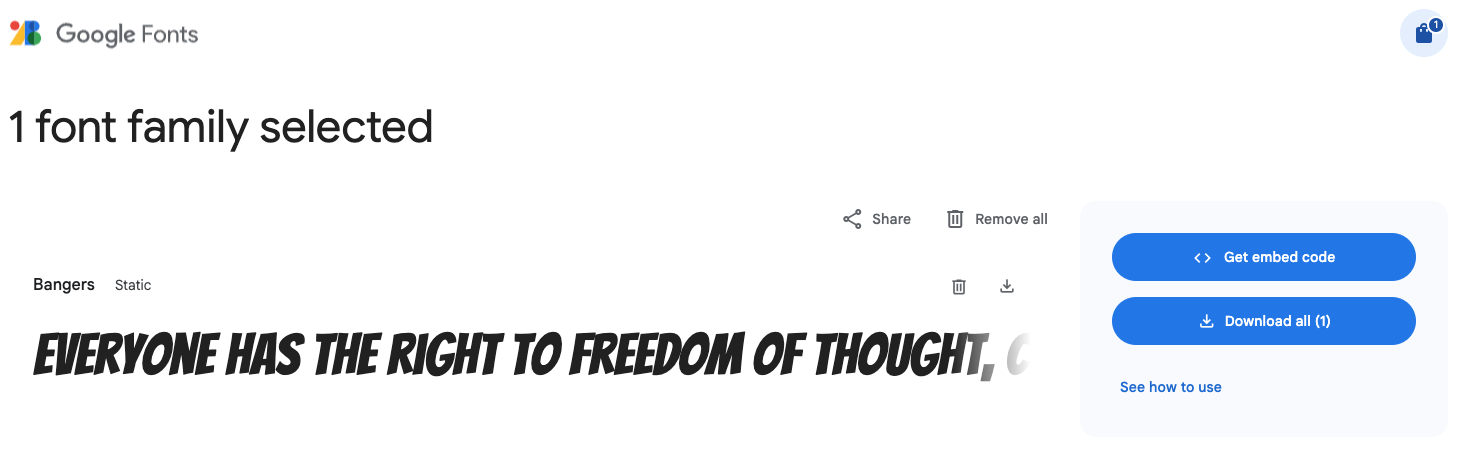 Google Fonts
1
1 font family selected
Share
Remove all
Get embed code
Bangers
Static
Download all (1)
EVERYONE HAS THE RIGHT TO FREEDOM OF THOUGHT,
See how to use